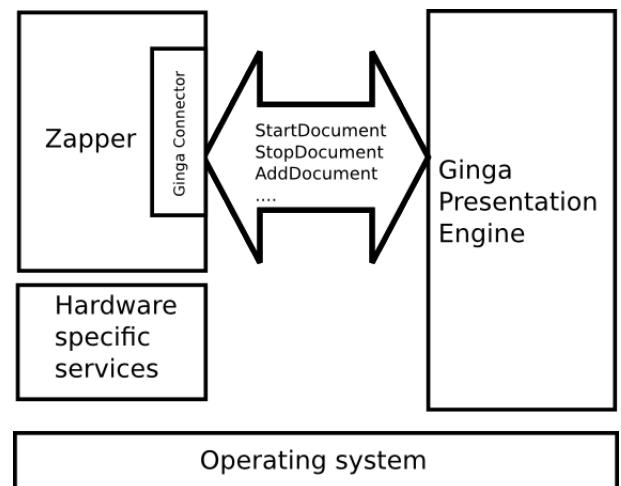 Zapper
Ginga Connector
StartDocument
StopDocument
AddDocument
....
Ginga
Presentation
Engine
Hardware
specific
services
Operating system